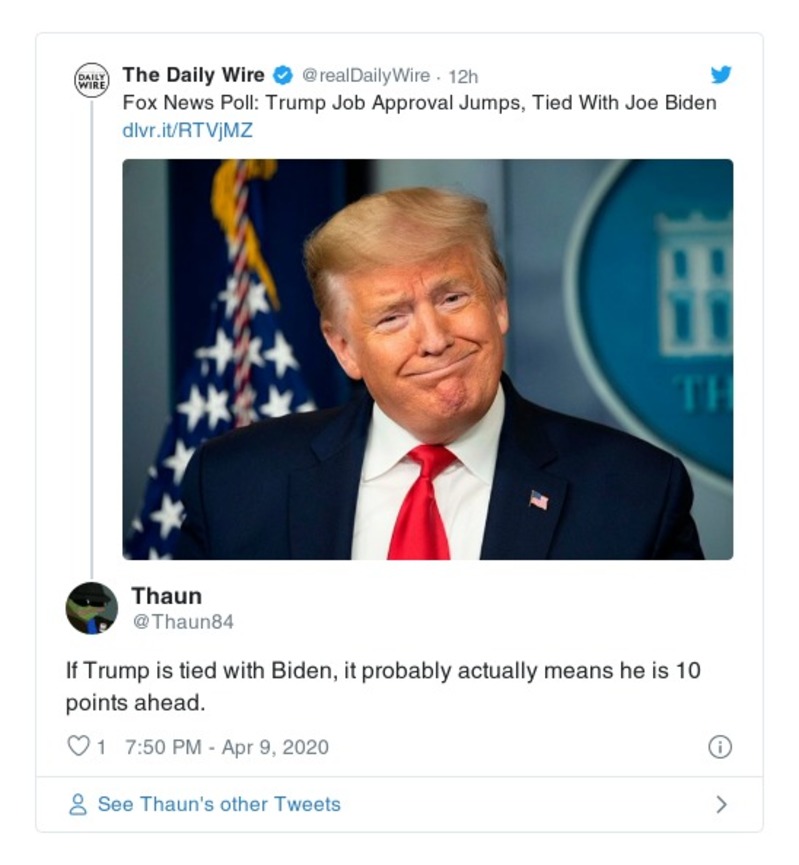 DAILY
WIRE
The Daily Wire @realDailyWire · 12h
Fox News Poll: Trump Job Approval Jumps, Tied With Joe Biden
dlvr.it/RTVjMZ
TH
Thaun
@Thaun84
If Trump is tied with Biden, it probably actually means he is 10
points ahead.
1 7:50 PM - Apr 9, 2020
See Thaun's other Tweets